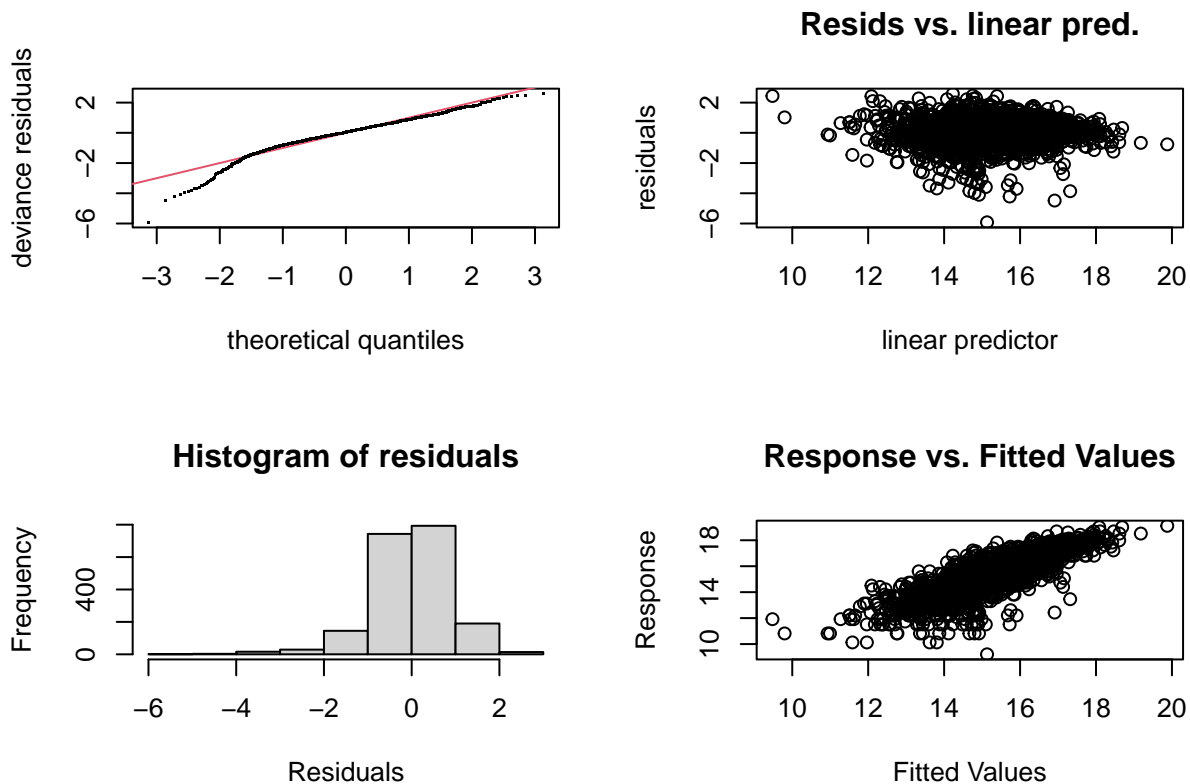 deviance residuals
2
−2
−6
−3 −2 −1 0 1 2 3
theoretical quantiles
Resids vs. linear pred.
residuals
2
−2
−6
10 12 14 16 18 20
linear predictor
Histogram of residuals
Frequency
400
0
−6 −4 −2 0 2
Residuals
Response vs. Fitted Values
Response
18
14
10
10 12 14 16 18 20
Fitted Values